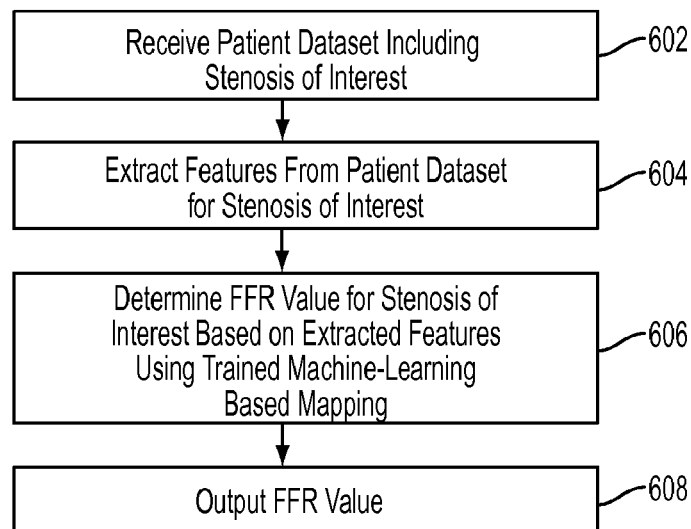 Receive Patient Dataset Including
Stenosis of Interest
602
Extract Features From Patient Dataset
for Stenosis of Interest
604
Determine FFR Value for Stenosis of
Interest Based on Extracted Features
Using Trained Machine-Learning
Based Mapping
606
Output FFR Value
608